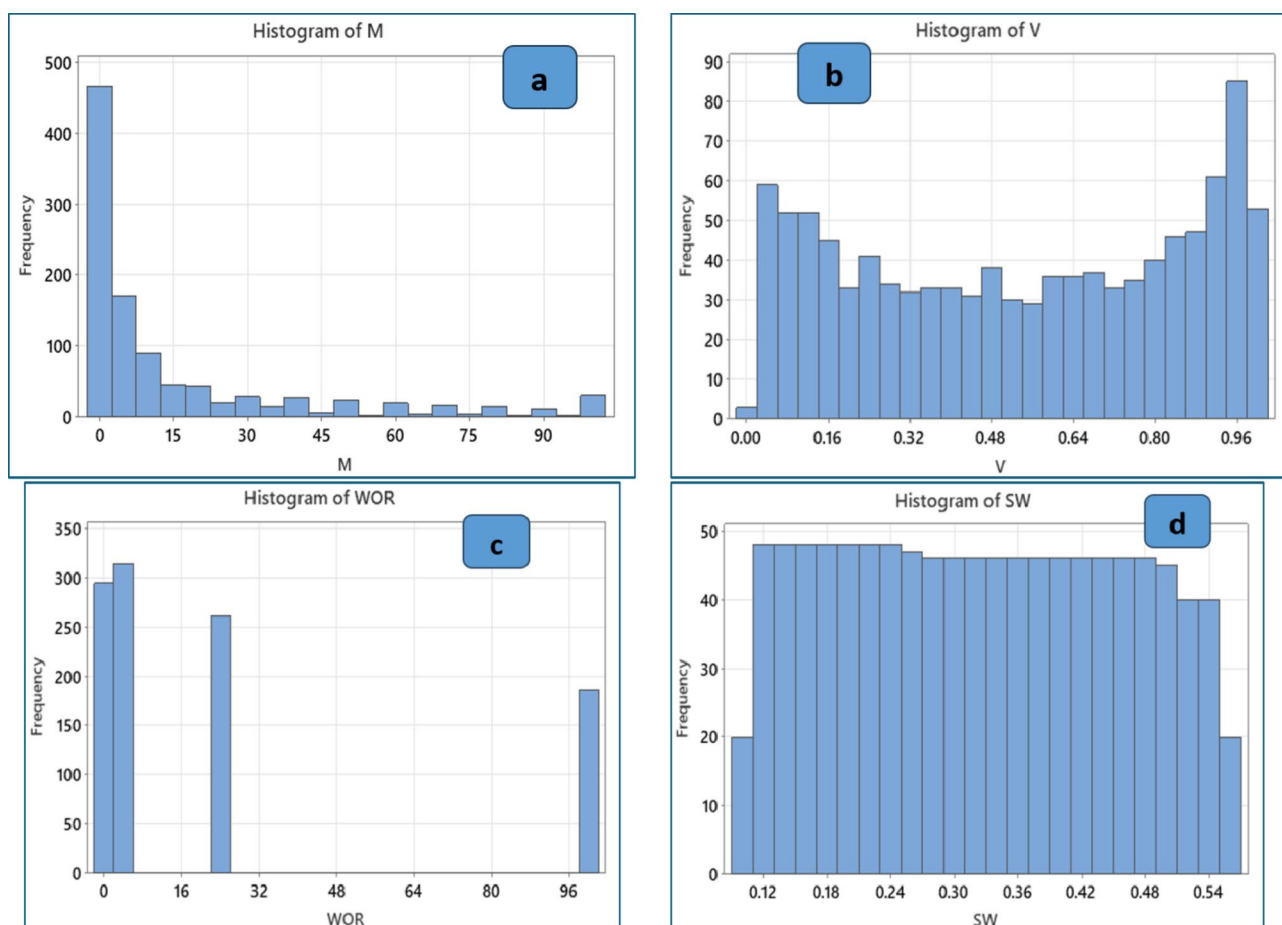 Histogram of M
a
500
400
300
200
100
0
Frequency
0 15 30 45 60 75 90
M
Histogram of V
b
90
80
70
60
50
40
30
20
10
0
Frequency
0.00 0.16 0.32 0.48 0.64 0.80 0.96
V
Histogram of WOR
c
350
300
250
200
150
100
50
0
Frequency
0 16 32 48 64 80 96
WOR
Histogram of SW
d
50
40
30
20
10
0
Frequency
0.12 0.18 0.24 0.30 0.36 0.42 0.48 0.54
SW